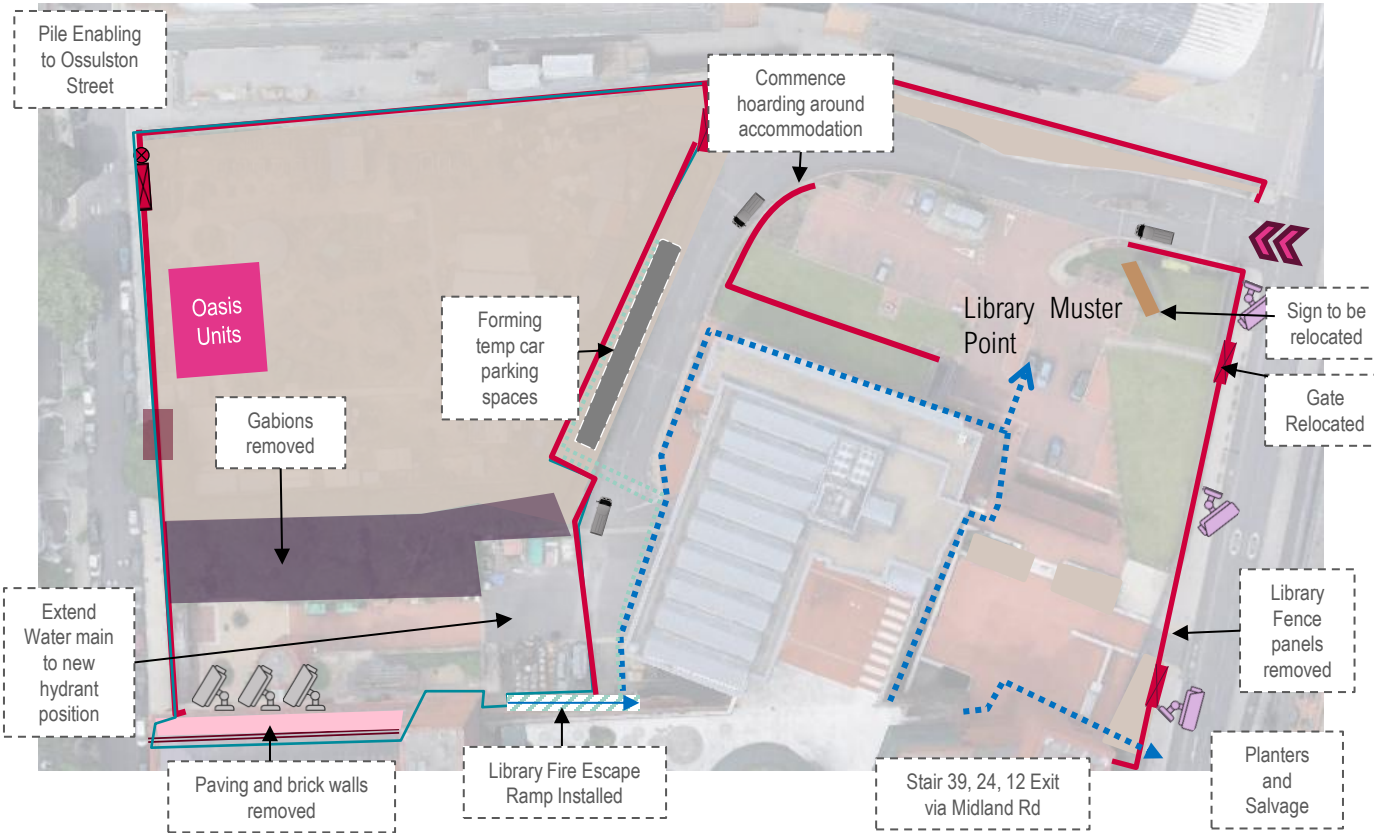 Pile Enabling
to Ossulston
Street
Commence
hoarding around
accommodation
Oasis
Units
Forming
temp car
parking
spaces
Library Muster
Point
Sign to be
relocated
Gate
Relocated
Gabions
removed
Extend
Water main
to new
hydrant
position
Library
Fence
panels
removed
Paving and brick walls
removed
Library Fire Escape
Ramp Installed
Stair 39, 24, 12 Exit
via Midland Rd
Planters
and
Salvage